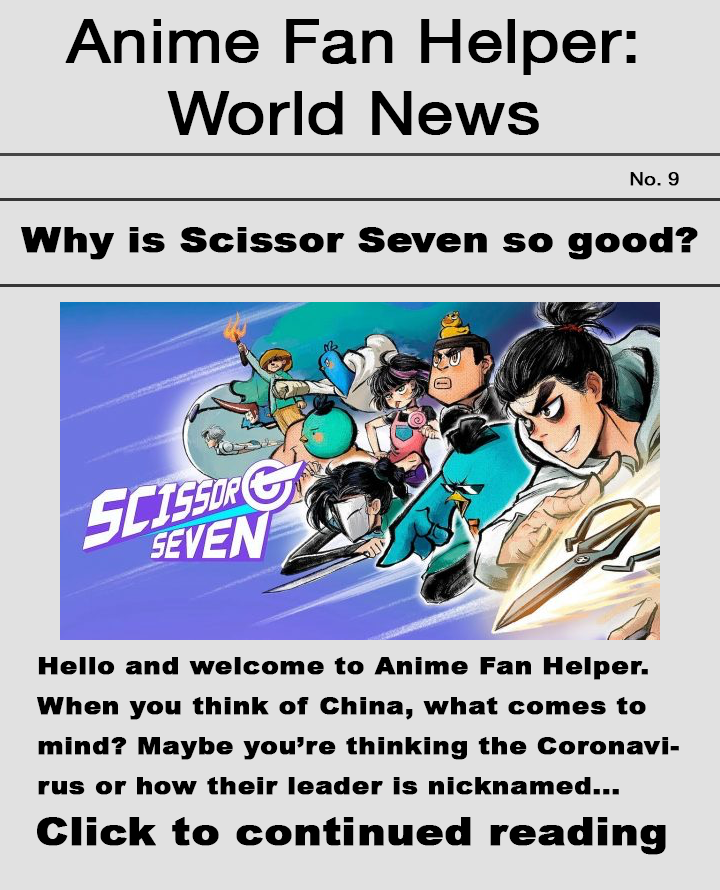 Anime Fan Helper:
World News
No. 9
Why is Scissor Seven so good?
SCISSOR
SEVEN
Hello and welcome to Anime Fan Helper.
When you think of China, what comes to
mind? Maybe you’re thinking the Coronavi-
rus or how their leader is nicknamed...
Click to continued reading